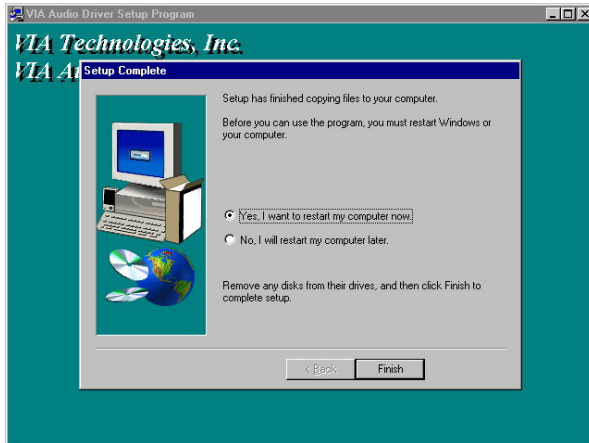 VIA Audio Driver Setup Program
VIA Technologies, Inc.
VIA
Setup Complete
Setup has finished copying files to your computer.
Before you can use the program, you must restart Windows or
your computer.
Yes, I want to restart my computer now.
No, I will restart my computer later.
Remove any disks from their drives, and then click Finish to
complete setup.
< Back
Finish